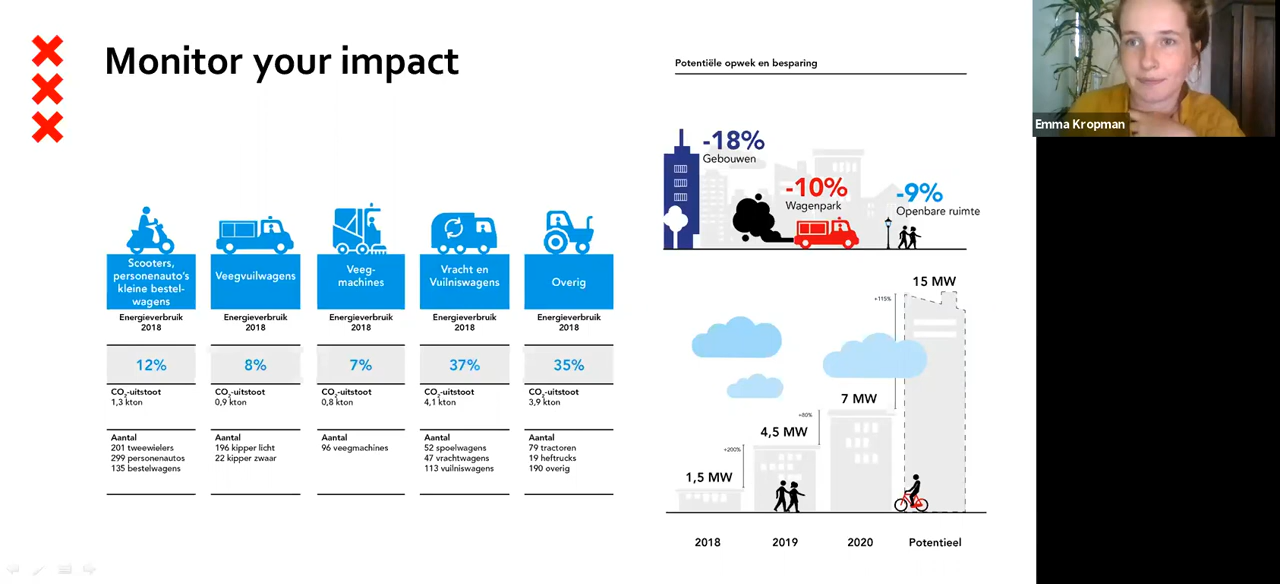 Monitor your impact
Scooters,
personenauto's
kleine bestel-
wagens
Energieverbruik
2018
12%
CO₂-uitstoot
1,3 kton
Aantal
201 tweewielers
299 personenautos
135 bestelwagens
Veegvuilwagens
Energieverbruik
2018
8%
CO₂-uitstoot
0,9 kton
Aantal
196 kipper licht
22 kipper zwaar
Veeg-
machines
Energieverbruik
2018
7%
CO₂-uitstoot
0,8 kton
Aantal
96 veegmachines
Vracht en
Vuilniswagens
Energieverbruik
2018
37%
CO₂-uitstoot
4,1 kton
Aantal
52 spoelwagens
47 vrachtwagens
113 vuilniswagens
Overig
Energieverbruik
2018
35%
CO₂-uitstoot
3,9 kton
Aantal
79 tractoren
19 heftrucks
190 overig
Potentiële opwek en besparing
-18%
Gebouwen
-10%
Wagenpark
-9%
Openbare ruimte
15 MW
+115%
7 MW
+80%
4,5 MW
+200%
1,5 MW
2018
2019
2020
Potentieel
Emma Kropman